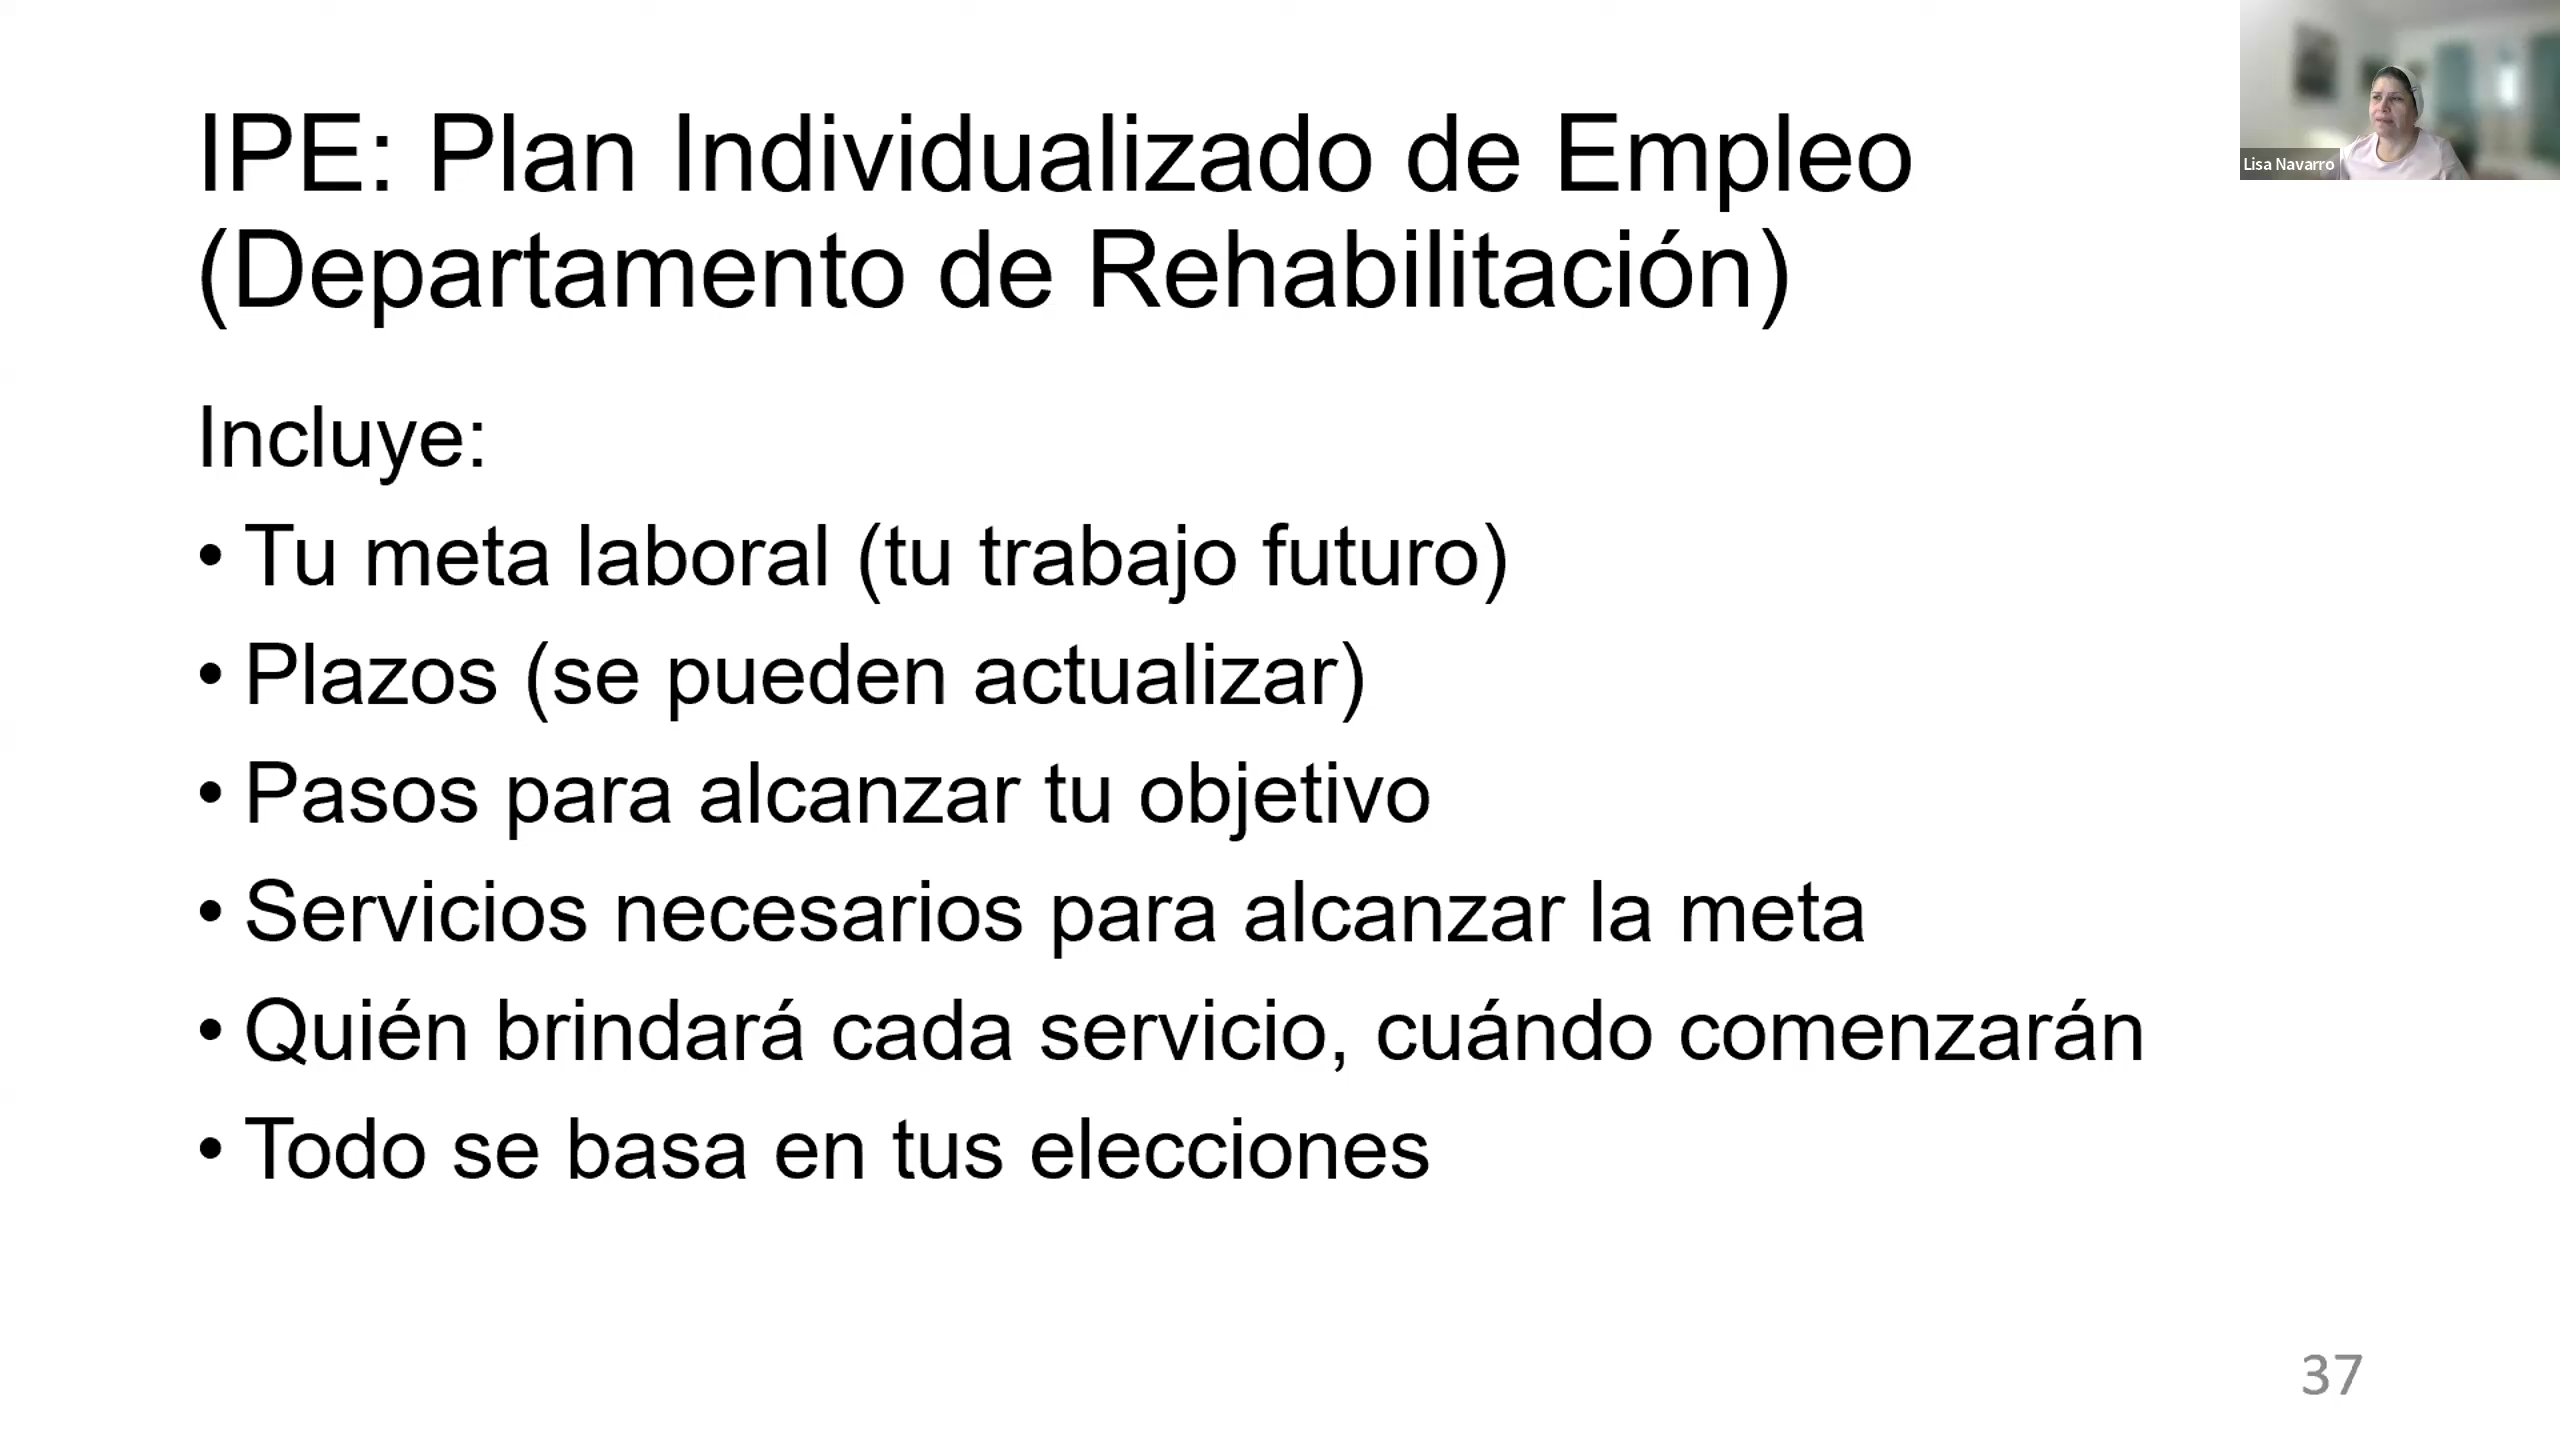 IPE: Plan Individualizado de Empleo
(Departamento de Rehabilitación)
Lisa Navarro
Incluye:
• Tu meta laboral (tu trabajo futuro)
• Plazos (se pueden actualizar)
• Pasos para alcanzar tu objetivo
• Servicios necesarios para alcanzar la meta
• Quién brindará cada servicio, cuándo comenzarán
• Todo se basa en tus elecciones
37